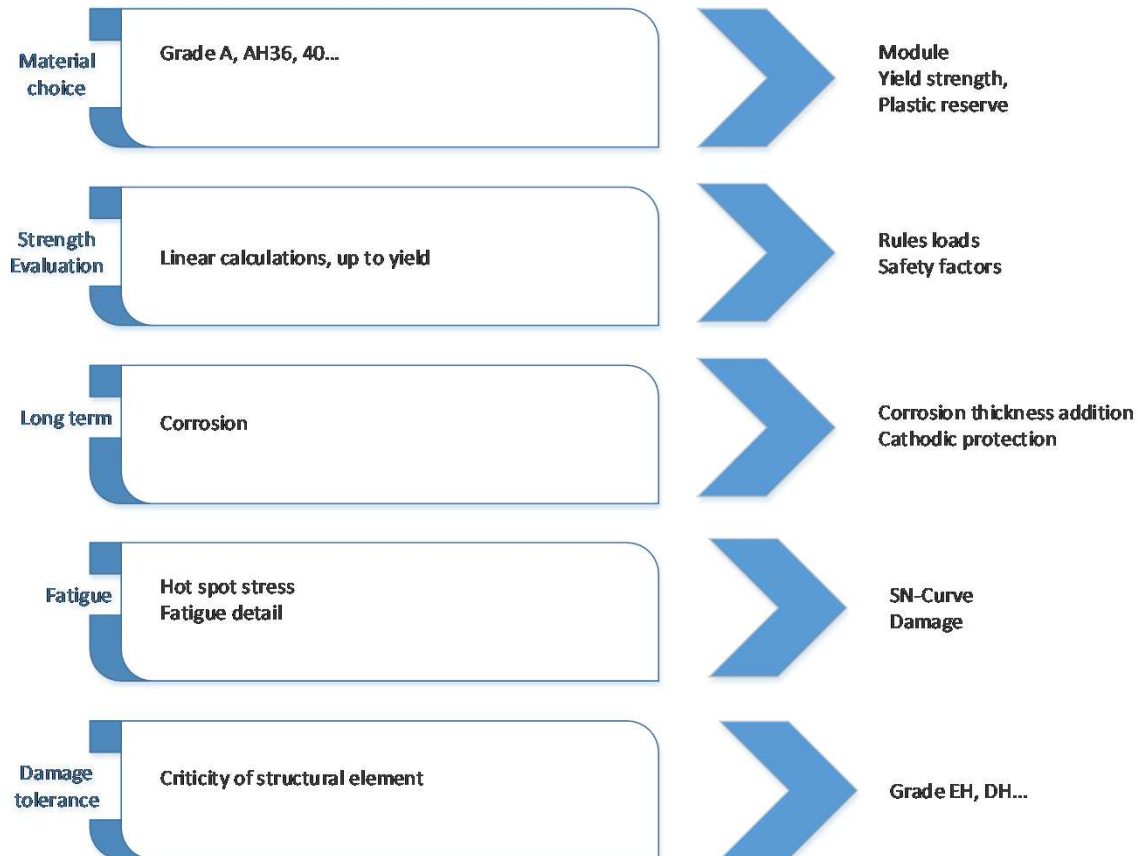 Material
choice
Grade A, AH36, 40...
Module
Yield strength,
Plastic reserve
Strength
Evaluation
Linear calculations, up to yield
Rules loads
Safety factors
Long term
Corrosion
Corrosion thickness addition
Cathodic protection
Fatigue
Hot spot stress
Fatigue detail
SN-Curve
Damage
Damage
tolerance
Criticity of structural element
Grade EH, DH...